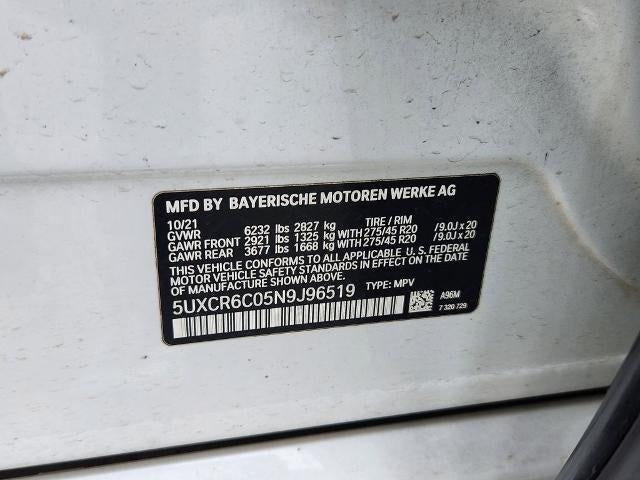 MFD BY BAYERISCHE MOTOREN WERKE AG
10/21
GVWR 6232 lbs 2827 kg TIRE / RIM
GAWR FRONT 2921 lbs 1325 kg WITH 275/45 R20 /9.0J x 20
GAWR REAR 3677 lbs 1668 kg WITH 275/45 R20 /9.0J x 20
THIS VEHICLE CONFORMS TO ALL APPLICABLE U.S. FEDERAL
MOTOR VEHICLE SAFETY STANDARDS IN EFFECT ON THE DATE
OF MANUFACTURE SHOWN ABOVE.
5UXCR6C05N9J96519 TYPE: MPV
A96M
7 320 729